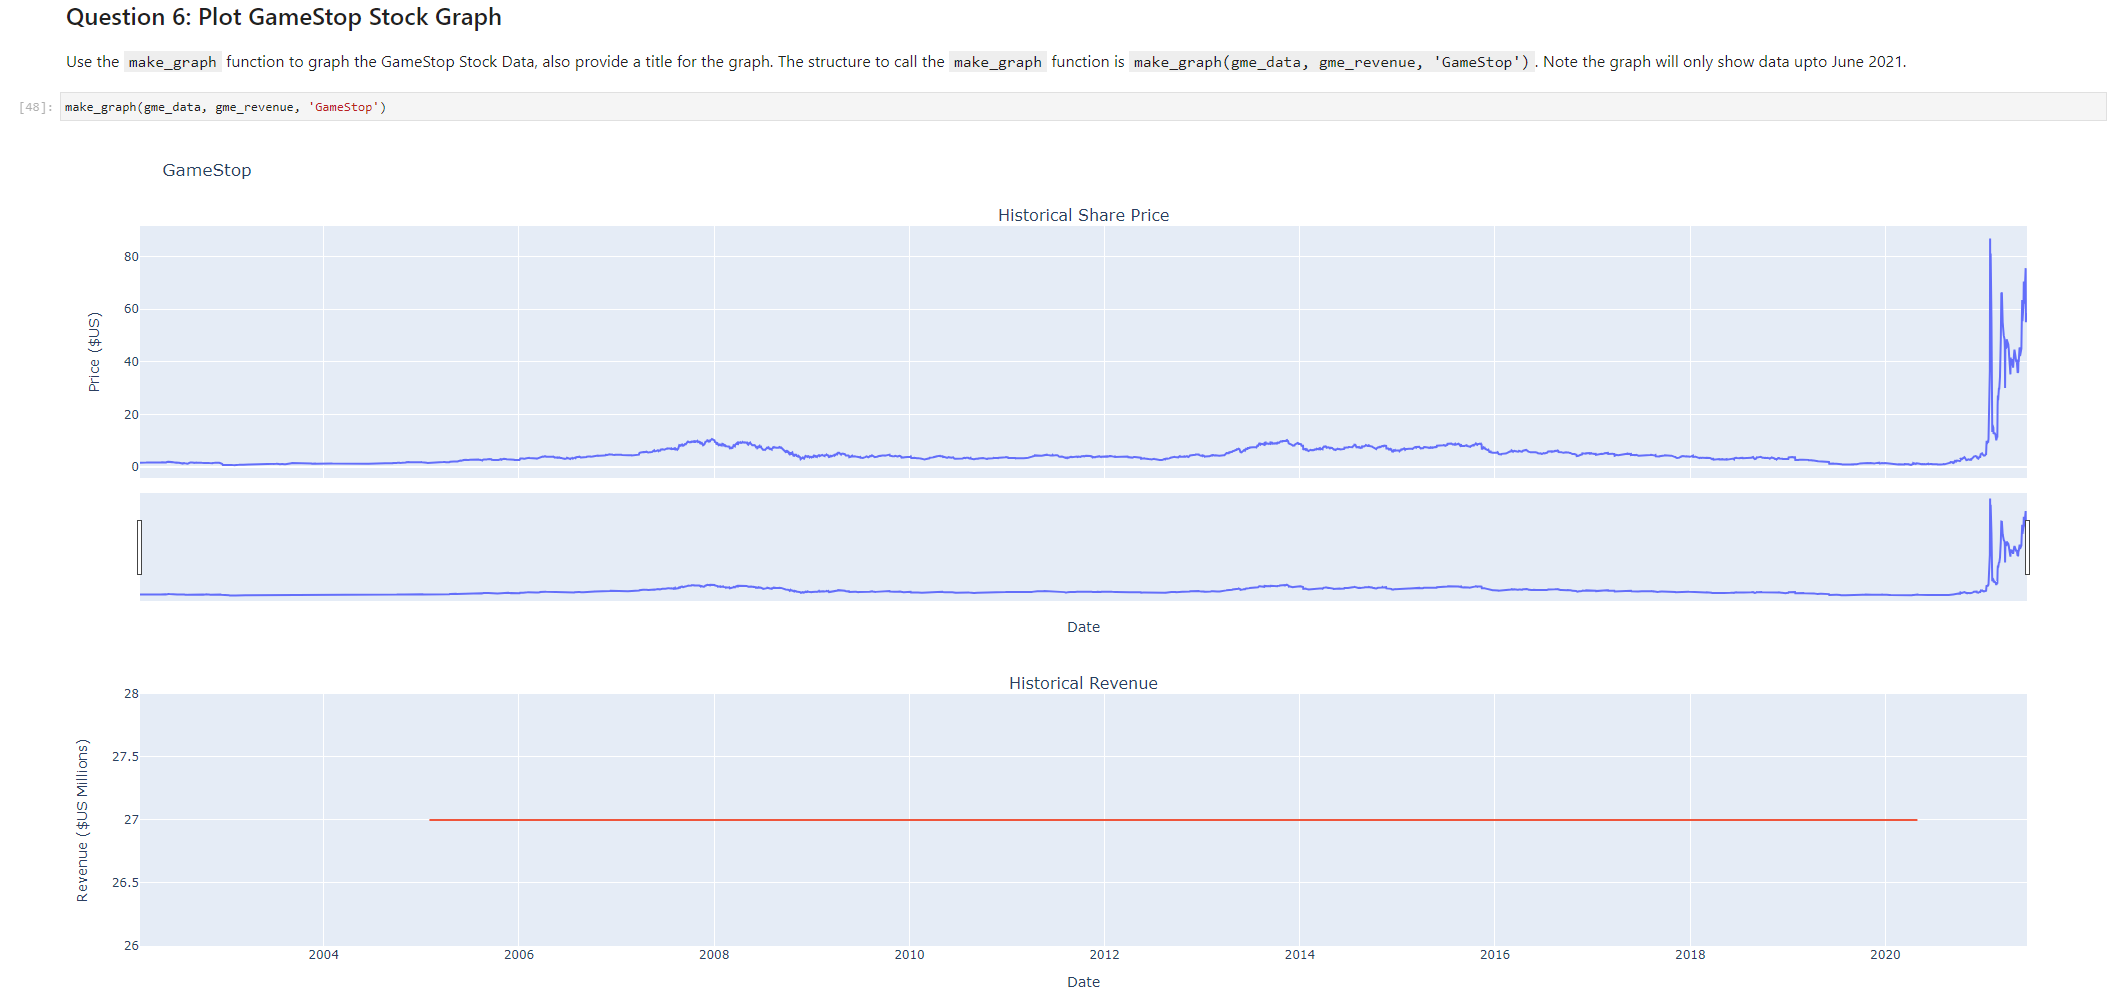 Question 6: Plot GameStop Stock Graph
Use the make_graph function to graph the GameStop Stock Data, also provide a title for the graph. The structure to call the make_graph function is make_graph(gme_data, gme_revenue, 'GameStop'). Note the graph will only show data upto June 2021.
[48]: make_graph(gme_data, gme_revenue, 'GameStop')
GameStop
Historical Share Price
80
60
40
20
0
Price ($US)
Date
Historical Revenue
28
27.5
27
26.5
26
Revenue ($US Millions)
2004 2006 2008 2010 2012 2014 2016 2018 2020
Date